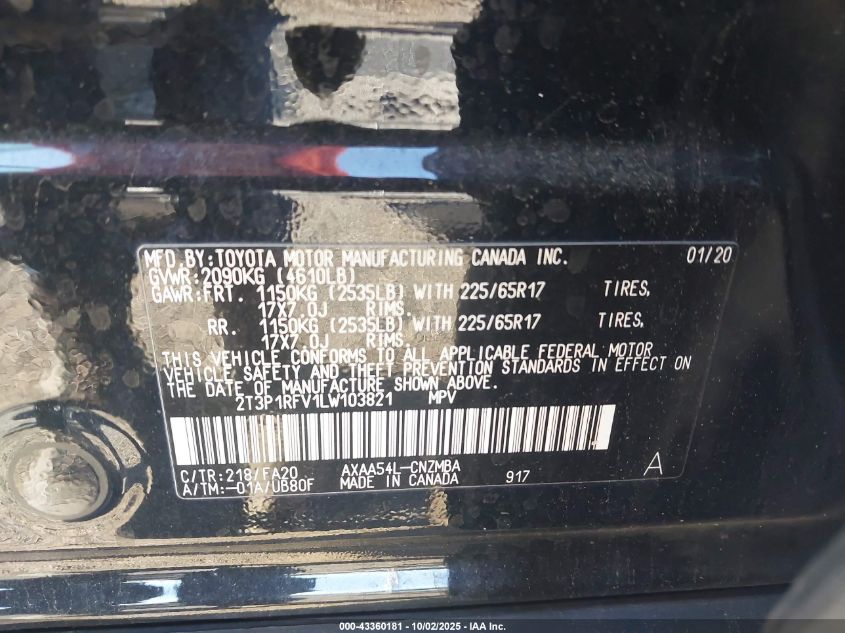 MFD.BY:TOYOTA MOTOR MANUFACTURING CANADA INC. 01/20
GVWR:2090KG (4610LB)
GAWR:FRT. 1150KG (2535LB) WITH 225/65R17 TIRES,
17X7.0J RIMS.
RR. 1150KG (2535LB) WITH 225/65R17 TIRES,
17X7.0J RIMS.
THIS VEHICLE CONFORMS TO ALL APPLICABLE FEDERAL MOTOR
VEHICLE SAFETY AND THEFT PREVENTION STANDARDS IN EFFECT ON
THE DATE OF MANUFACTURE SHOWN ABOVE.
2T3P1RFV1LW103821 MPV
C/TR:218/FA20 AXAA54L-CNZMBA A
A/TM:-01A/UB80F MADE IN CANADA 917
000-43360181 - 10/02/2025 - IAA Inc.